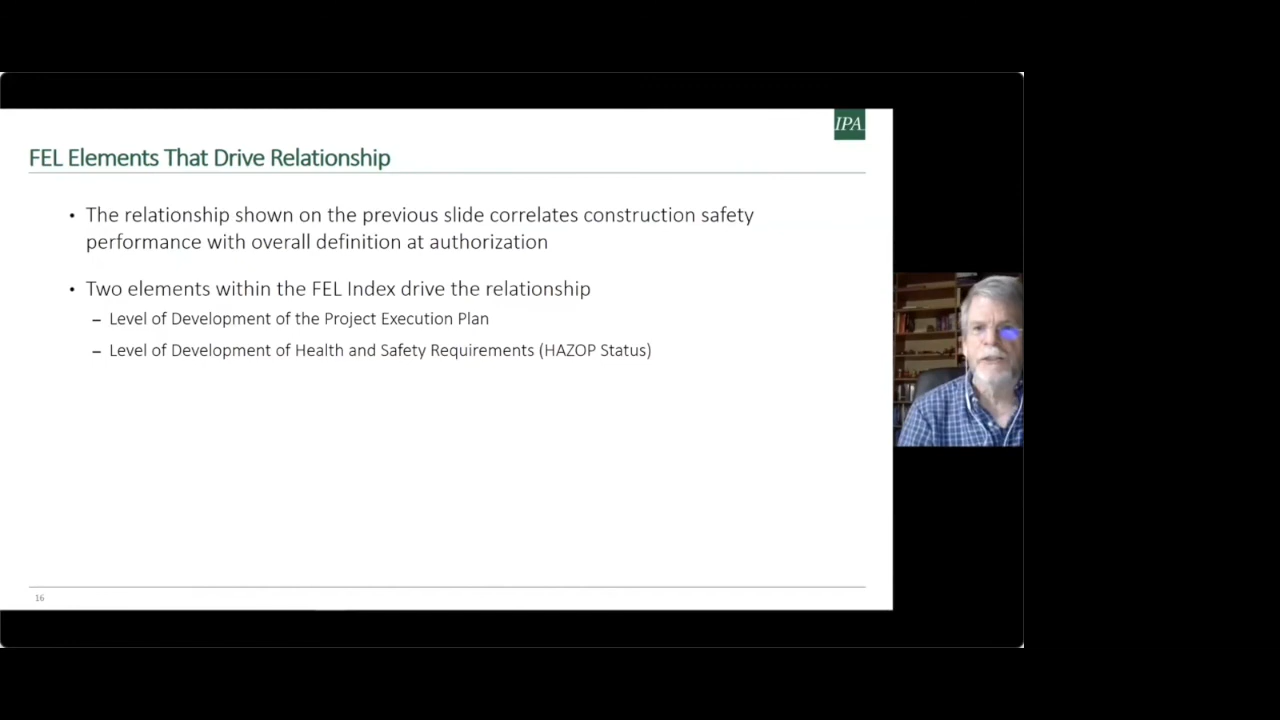 IPA
FEL Elements That Drive Relationship
• The relationship shown on the previous slide correlates construction safety
performance with overall definition at authorization
• Two elements within the FEL Index drive the relationship
– Level of Development of the Project Execution Plan
– Level of Development of Health and Safety Requirements (HAZOP Status)
16